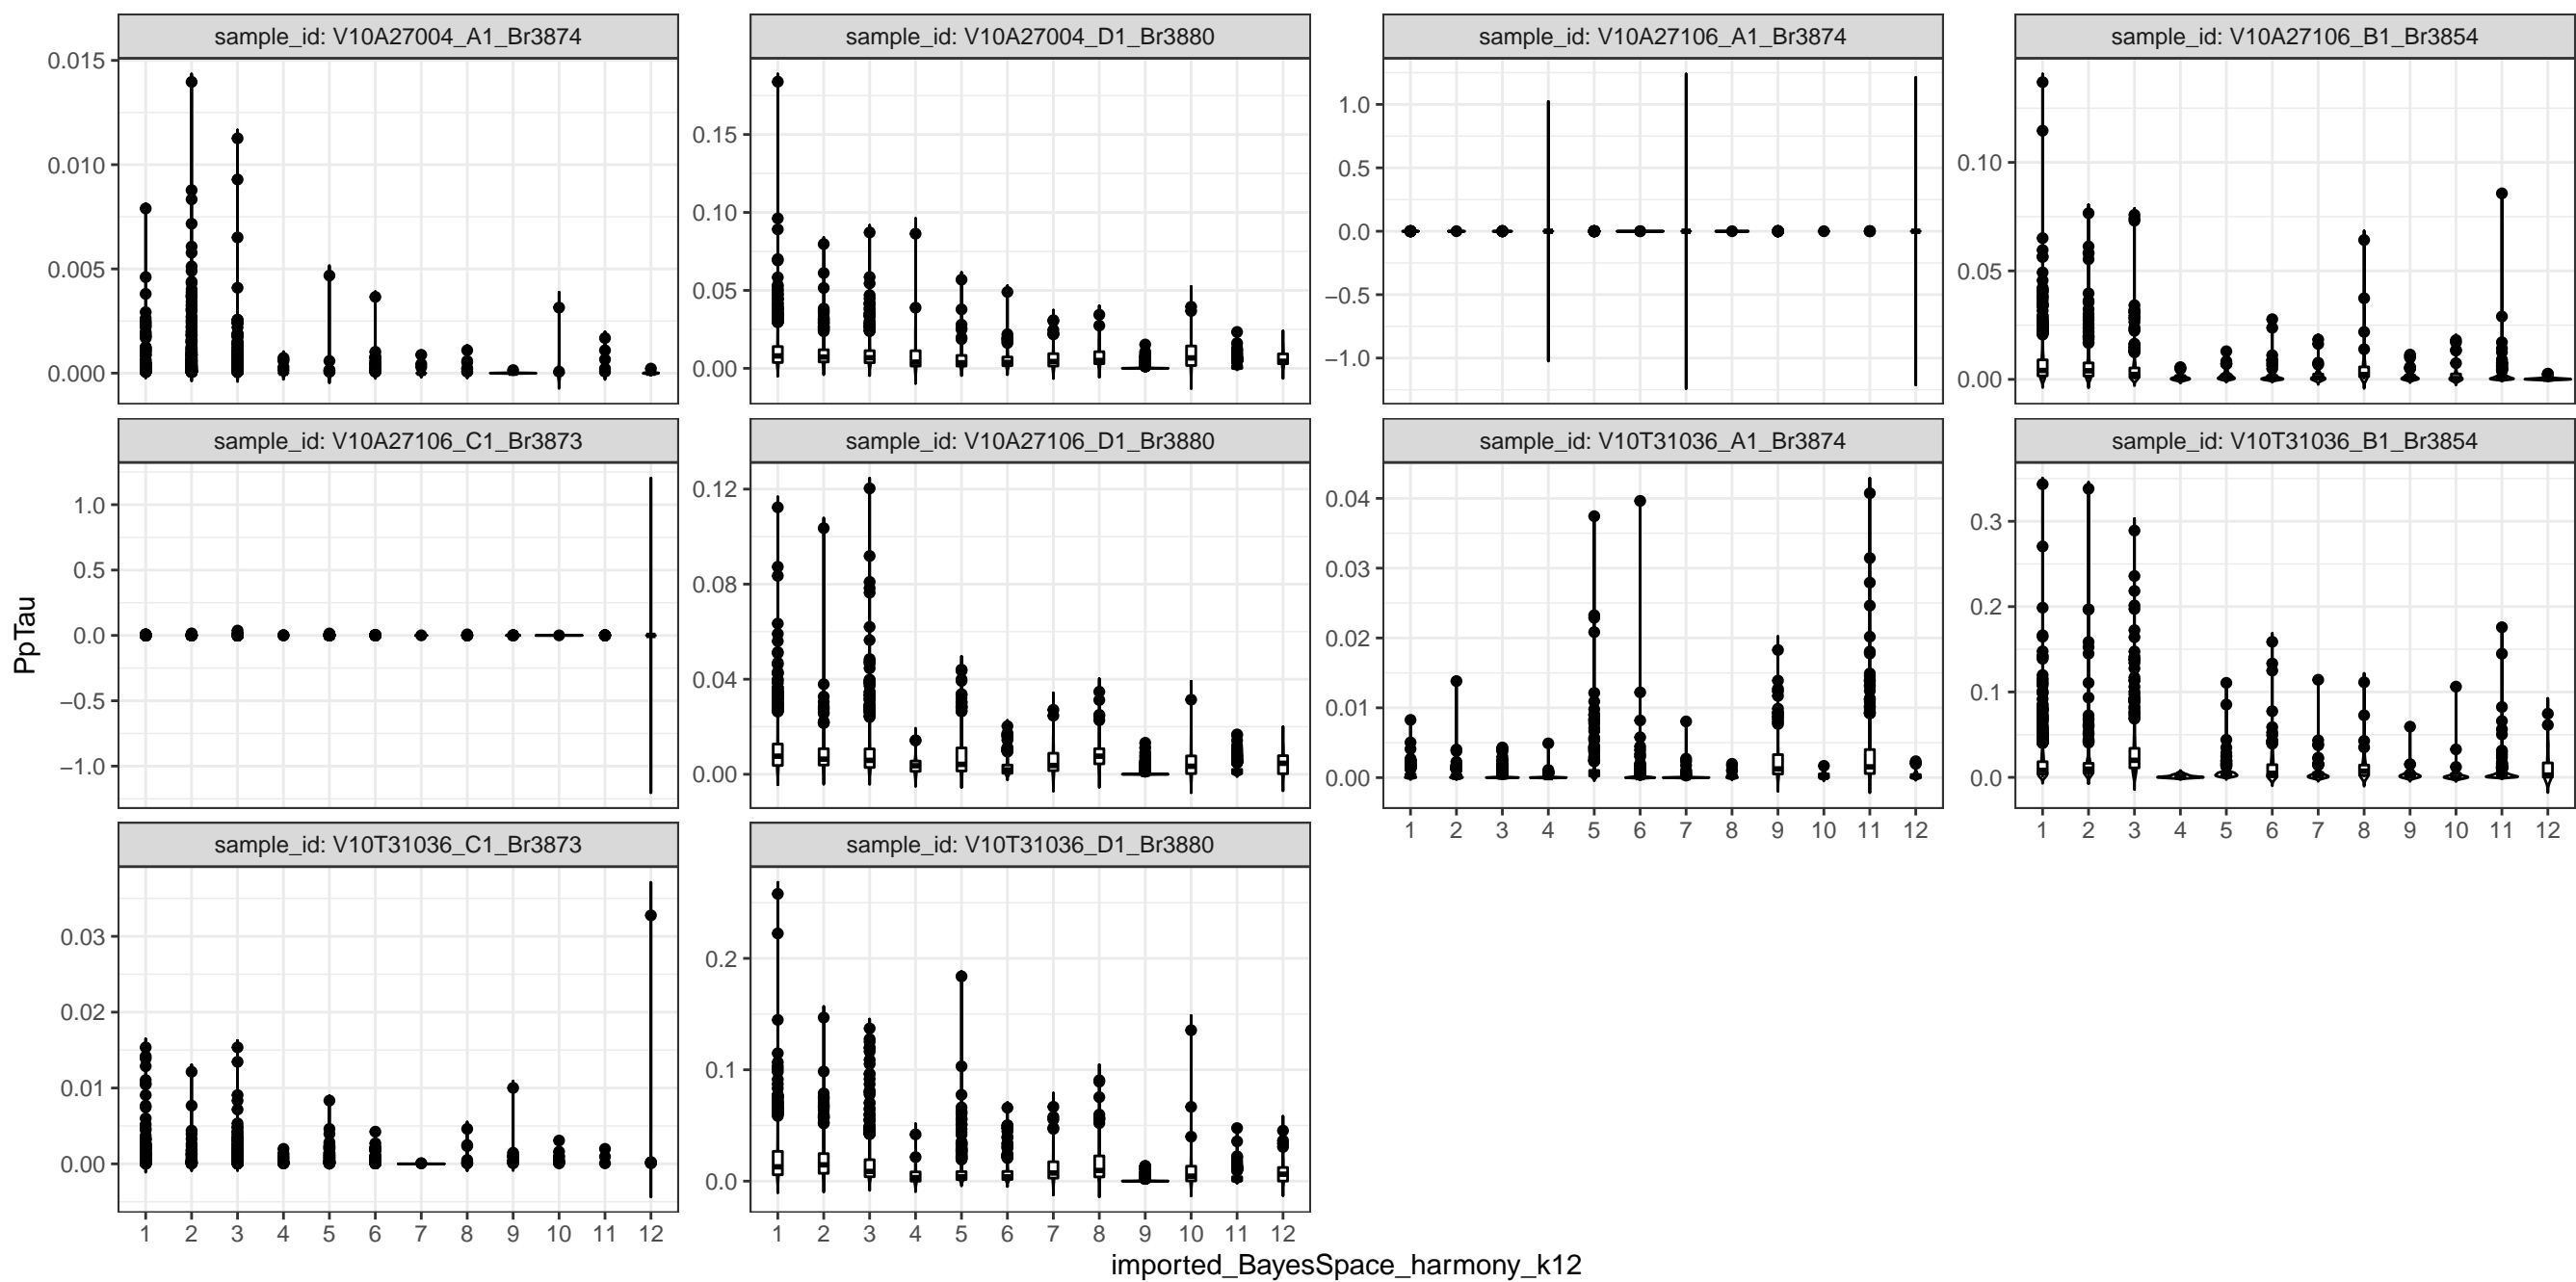 sample_id: V10A27004_A1_Br3874
sample_id: V10A27004_D1_Br3880
sample_id: V10A27106_A1_Br3874
sample_id: V10A27106_B1_Br3854
0.015
0.010
0.005
0.000
0.15
0.10
0.05
0.00
1.0
0.5
0.0
−0.5
−1.0
0.10
0.05
0.00
sample_id: V10A27106_C1_Br3873
sample_id: V10A27106_D1_Br3880
sample_id: V10T31036_A1_Br3874
sample_id: V10T31036_B1_Br3854
1.0
0.5
0.0
−0.5
−1.0
0.12
0.08
0.04
0.00
0.04
0.03
0.02
0.01
0.00
0.3
0.2
0.1
0.0
1 2 3 4 5 6 7 8 9 10 11 12
1 2 3 4 5 6 7 8 9 10 11 12
sample_id: V10T31036_C1_Br3873
sample_id: V10T31036_D1_Br3880
0.03
0.02
0.01
0.00
0.2
0.1
0.0
1 2 3 4 5 6 7 8 9 10 11 12
1 2 3 4 5 6 7 8 9 10 11 12
PpTau
imported_BayesSpace_harmony_k12